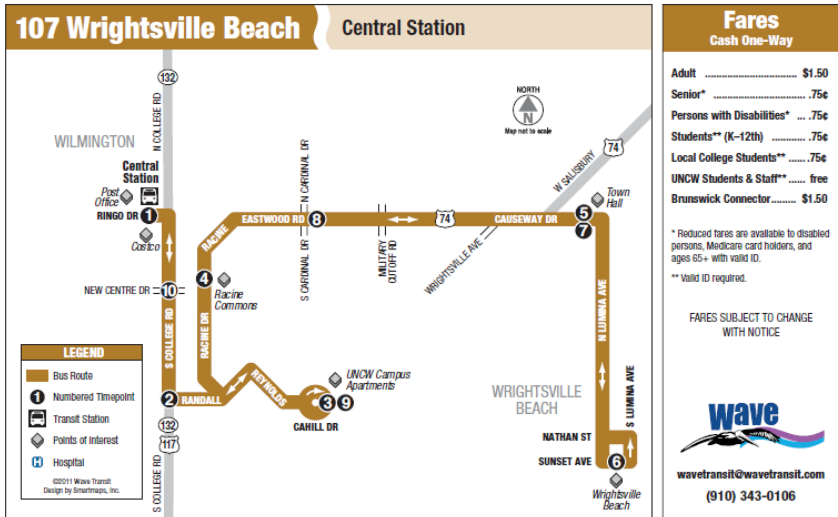 107 Wrightsville Beach
Central Station
132
N COLLEGE RD
WILMINGTON
Central
Station
Post
Office
RINGO DR
1
Costco
NEW CENTRE DR
10
S COLLEGE RD
2
RANDALL
132
117
S COLLEGE RD
RACINE
4
Racine
Commons
RACINE DR
REYNOLDS
UNCW Campus
Apartments
3 9
CAHILL DR
EASTWOOD RD
8
N CARDINAL DR
S CARDINAL DR
MILITARY
CUTOFF RD
74
CAUSEWAY DR
WRIGHTSVILLE AVE
W SALISBURY
74
NORTH
N
Map not to scale
Town
Hall
5
7
N LUMINA AVE
S LUMINA AVE
WRIGHTSVILLE
BEACH
NATHAN ST
SUNSET AVE
6
Wrightsville
Beach
LEGEND
Bus Route
1 Numbered Timepoint
Transit Station
Points of Interest
H Hospital
©2011 Wave Transit
Design by Smartmaps, Inc.
Fares
Cash One-Way
Adult ................................ $1.50
Senior* ................................ .75¢
Persons with Disabilities* ... .75¢
Students** (K–12th) ............ .75¢
Local College Students** ...... .75¢
UNCW Students & Staff** ...... free
Brunswick Connector......... $1.50
* Reduced fares are available to disabled
persons, Medicare card holders, and
ages 65+ with valid ID.
** Valid ID required.
FARES SUBJECT TO CHANGE
WITH NOTICE
wave
wavetransit@wavetransit.com
(910) 343-0106